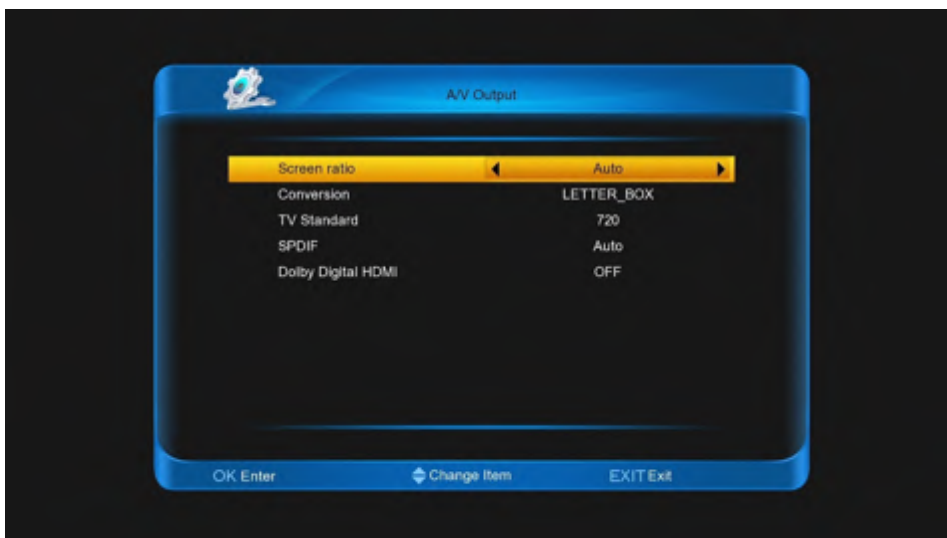 A/V Output
Screen ratio Auto
Conversion LETTER_BOX
TV Standard 720
SPDIF Auto
Dolby Digital HDMI OFF
OK Enter Change Item EXIT Exit